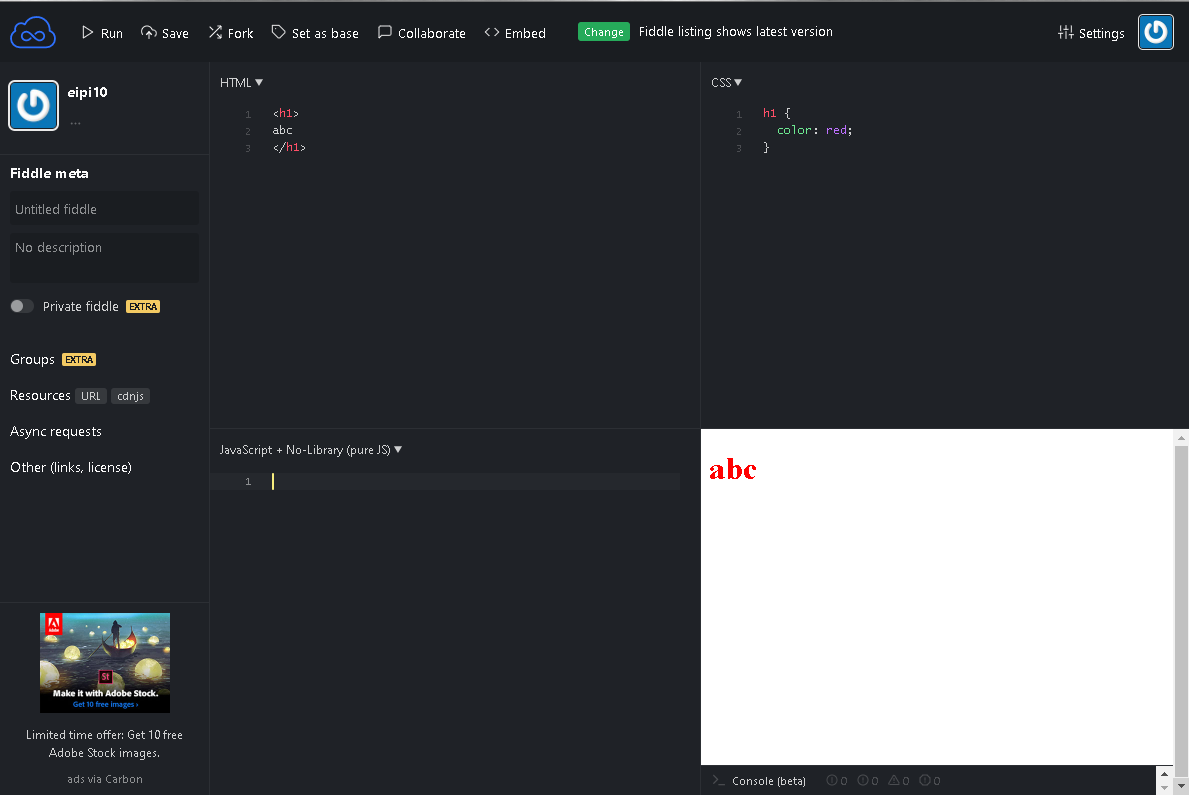 Run Save Fork Set as base Collaborate Embed Change Fiddle listing shows latest version Settings
eipi10
...
Fiddle meta
Untitled fiddle
No description
Private fiddle EXTRA
Groups EXTRA
Resources URL cdnjs
Async requests
Other (links, license)
Adobe
St
Make it with Adobe Stock.
Get 10 free images ›
Limited time offer: Get 10 free
Adobe Stock images.
ads via Carbon
HTML ▼
1 <h1>
2 abc
3 </h1>
CSS ▼
1 h1 {
2 color: red;
3 }
JavaScript + No-Library (pure JS) ▼
1
abc
>_ Console (beta) 0 0 0 0